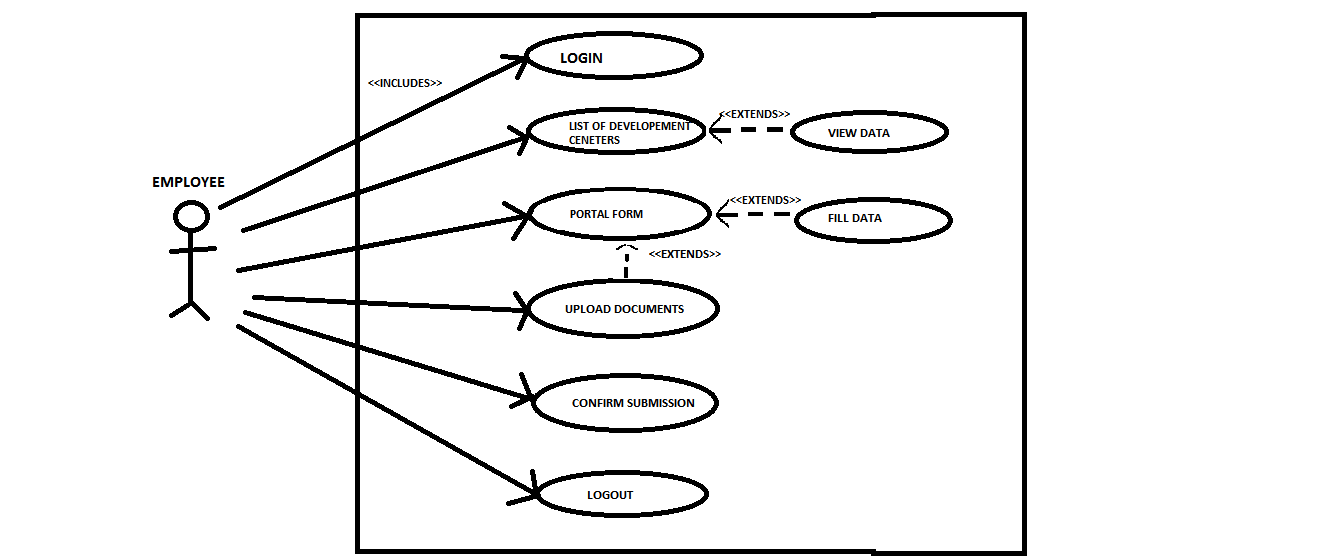 LOGIN
<<INCLUDES>>
LIST OF DEVELOPEMENT
CENETERS
<<EXTENDS>>
VIEW DATA
EMPLOYEE
PORTAL FORM
<<EXTENDS>>
FILL DATA
<<EXTENDS>>
UPLOAD DOCUMENTS
CONFIRM SUBMISSION
LOGOUT